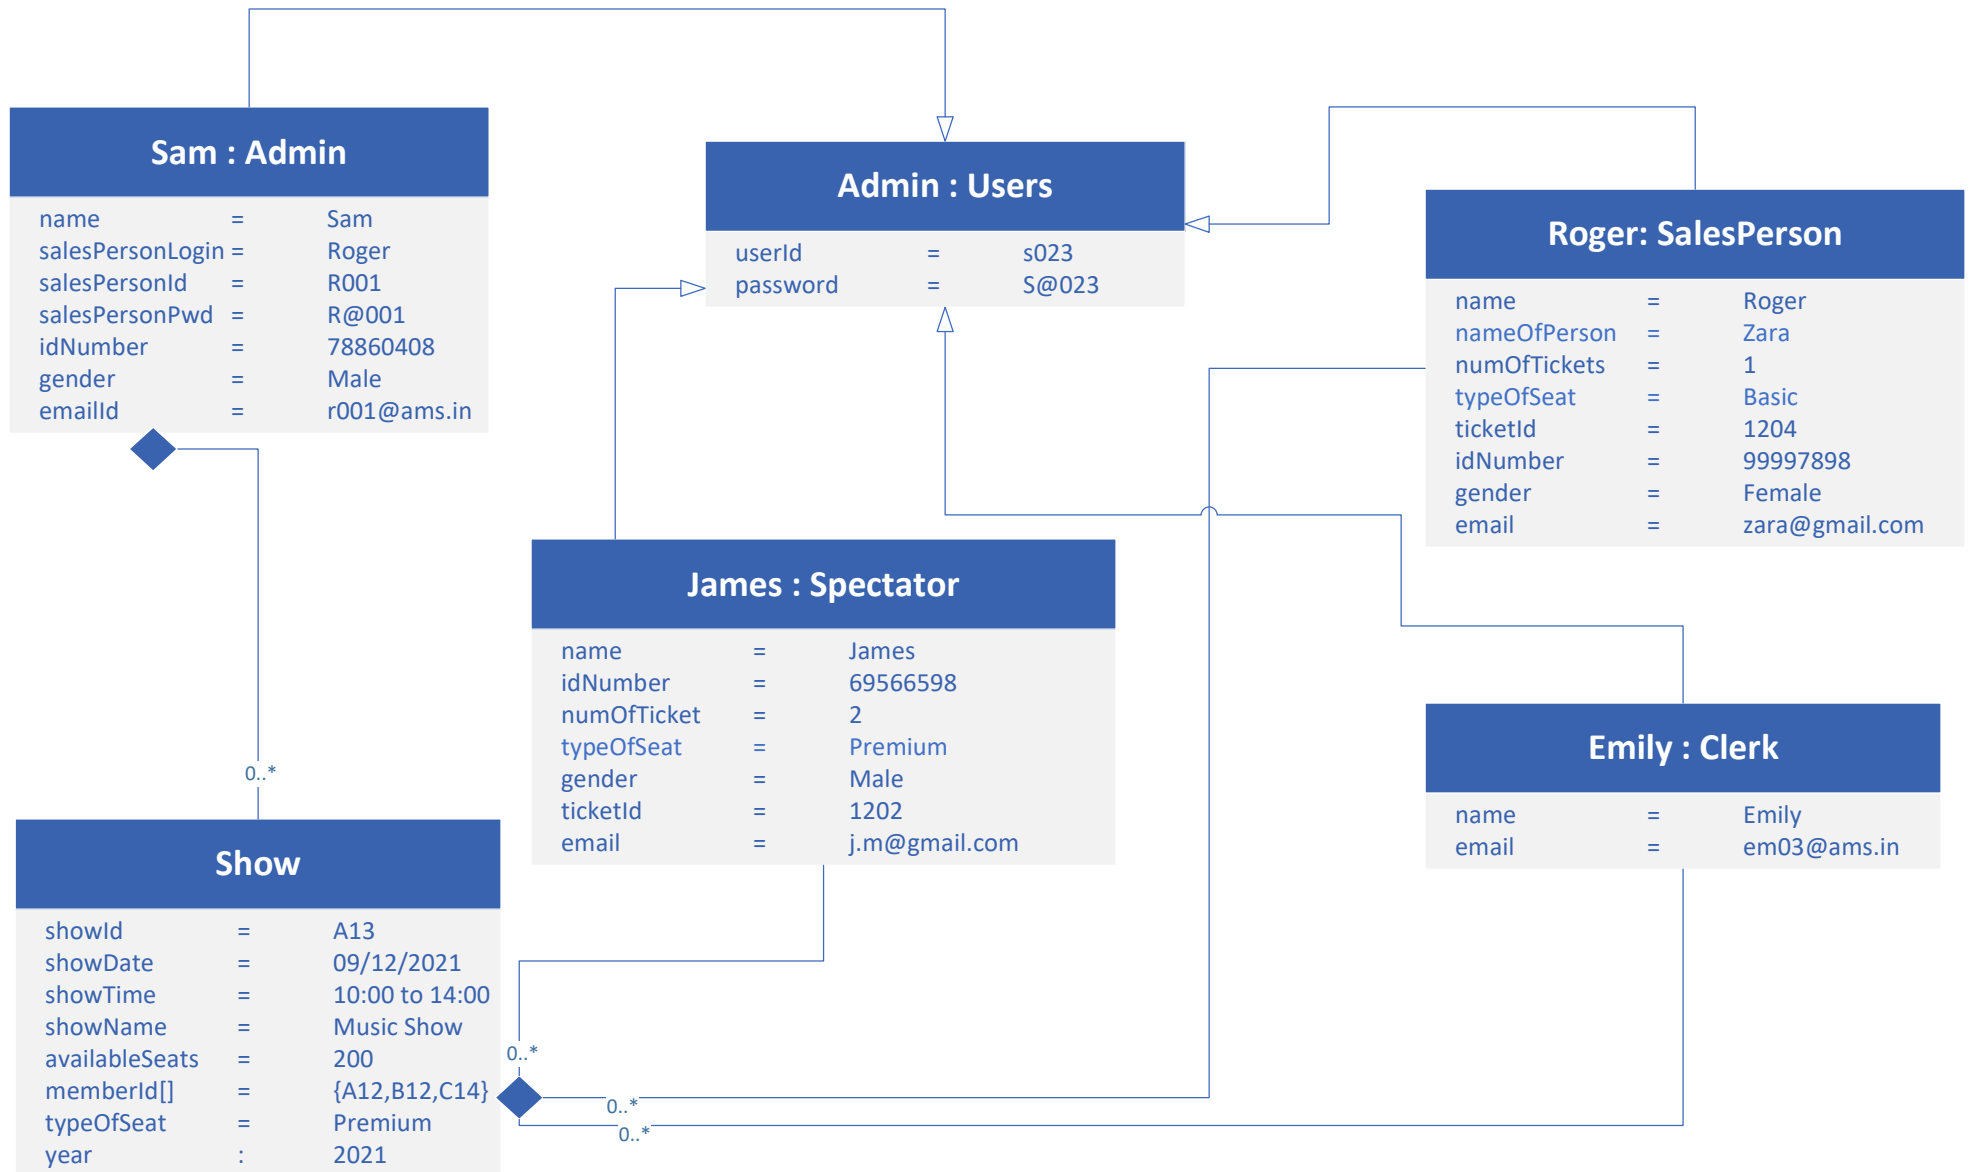 Sam : Admin
name = Sam
salesPersonLogin = Roger
salesPersonId = R001
salesPersonPwd = R@001
idNumber = 78860408
gender = Male
emailId = r001@ams.in
Admin : Users
userId = s023
password = S@023
Roger: SalesPerson
name = Roger
nameOfPerson = Zara
numOfTickets = 1
typeOfSeat = Basic
ticketId = 1204
idNumber = 99997898
gender = Female
email = zara@gmail.com
James : Spectator
name = James
idNumber = 69566598
numOfTicket = 2
typeOfSeat = Premium
gender = Male
ticketId = 1202
email = j.m@gmail.com
Emily : Clerk
name = Emily
email = em03@ams.in
0..*
Show
showId = A13
showDate = 09/12/2021
showTime = 10:00 to 14:00
showName = Music Show
availableSeats = 200
memberId[] = {A12,B12,C14}
typeOfSeat = Premium
year : 2021
0..*
0..*
0..*